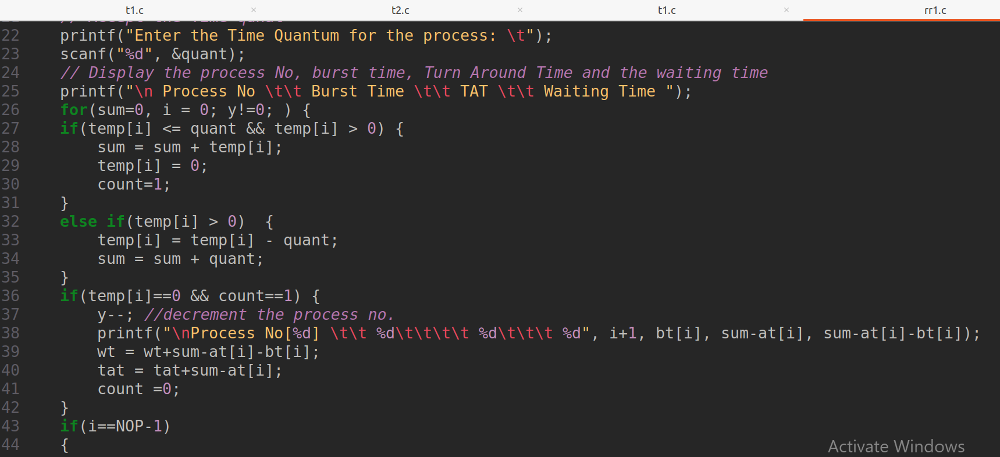 t1.c × t2.c × t1.c × rr1.c
22 printf("Enter the Time Quantum for the process: \t");
23 scanf("%d", &quant);
24 // Display the process No, burst time, Turn Around Time and the waiting time
25 printf("\n Process No \t\t Burst Time \t\t TAT \t\t Waiting Time ");
26 for(sum=0, i = 0; y!=0; ) {
27 if(temp[i] <= quant && temp[i] > 0) {
28     sum = sum + temp[i];
29     temp[i] = 0;
30     count=1;
31 }
32 else if(temp[i] > 0)  {
33     temp[i] = temp[i] - quant;
34     sum = sum + quant;
35 }
36 if(temp[i]==0 && count==1) {
37     y--; //decrement the process no.
38     printf("\nProcess No[%d] \t\t %d\t\t\t\t %d\t\t\t %d", i+1, bt[i], sum-at[i], sum-at[i]-bt[i]);
39     wt = wt+sum-at[i]-bt[i];
40     tat = tat+sum-at[i];
41     count =0;
42 }
43 if(i==NOP-1)
44 {
Activate Windows